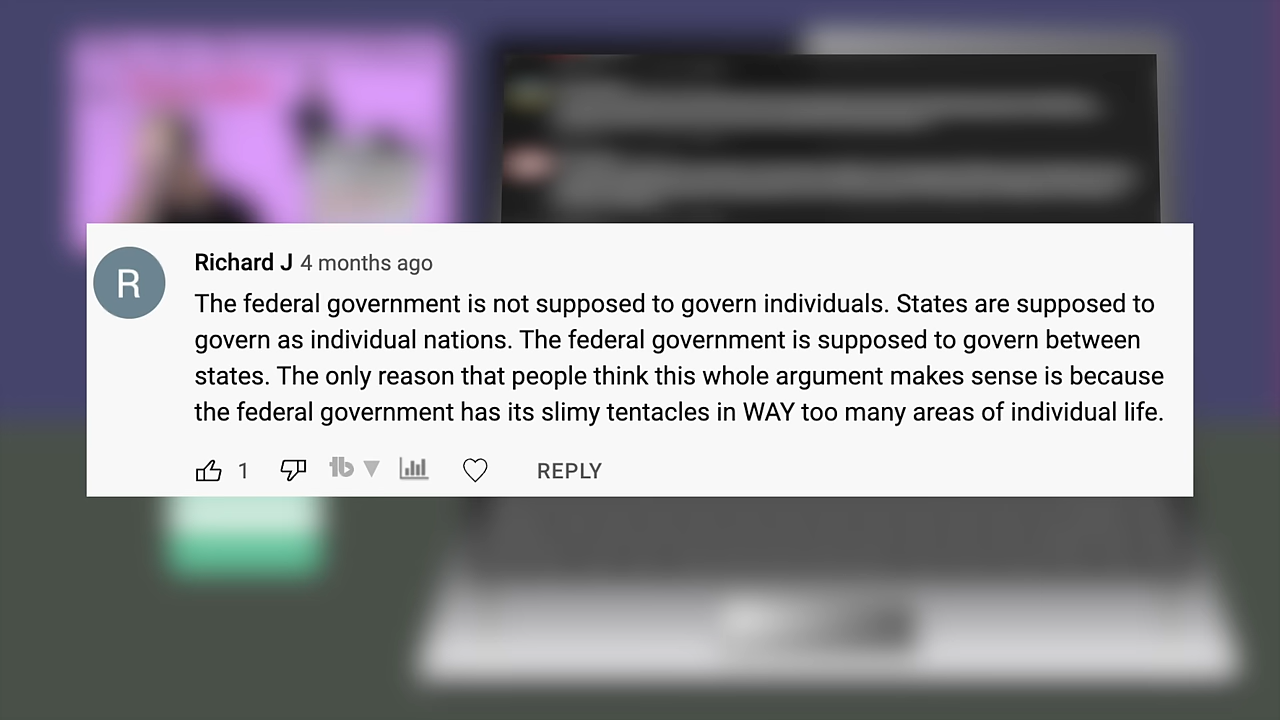 R
Richard J 4 months ago
The federal government is not supposed to govern individuals. States are supposed to
govern as individual nations. The federal government is supposed to govern between
states. The only reason that people think this whole argument makes sense is because
the federal government has its slimy tentacles in WAY too many areas of individual life.
1 tb REPLY